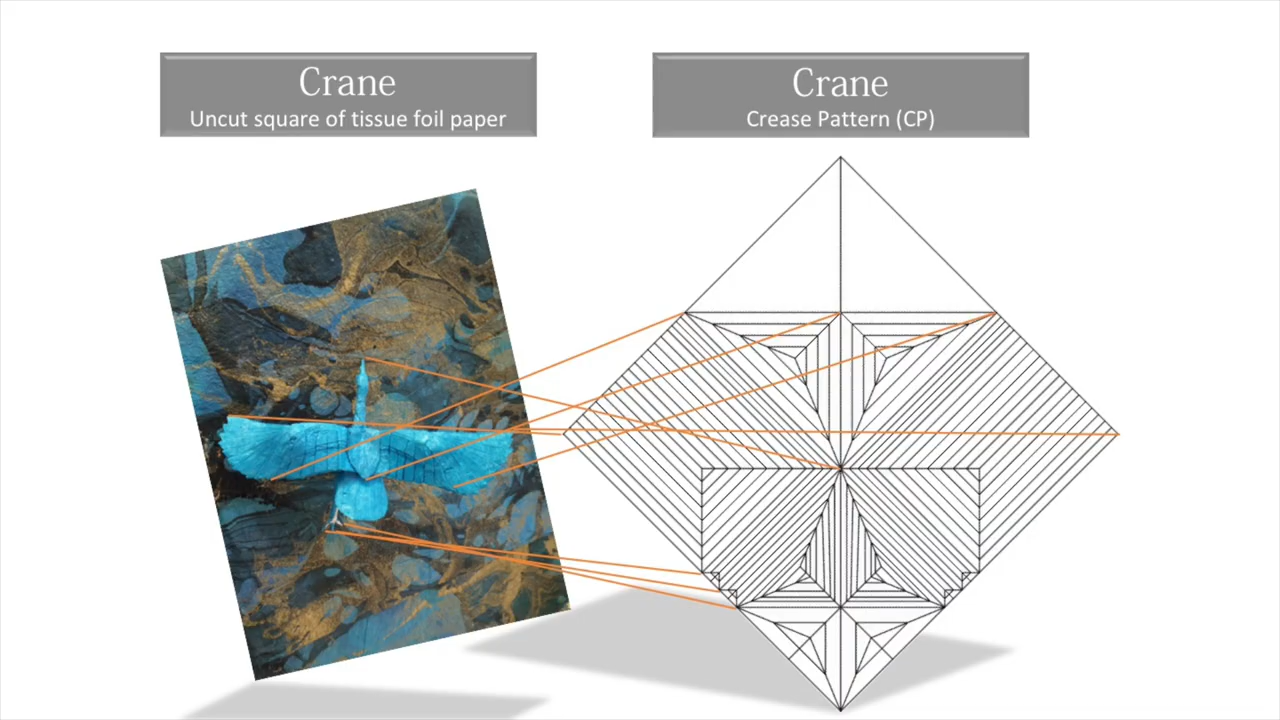 Crane
Uncut square of tissue foil paper
Crane
Crease Pattern (CP)